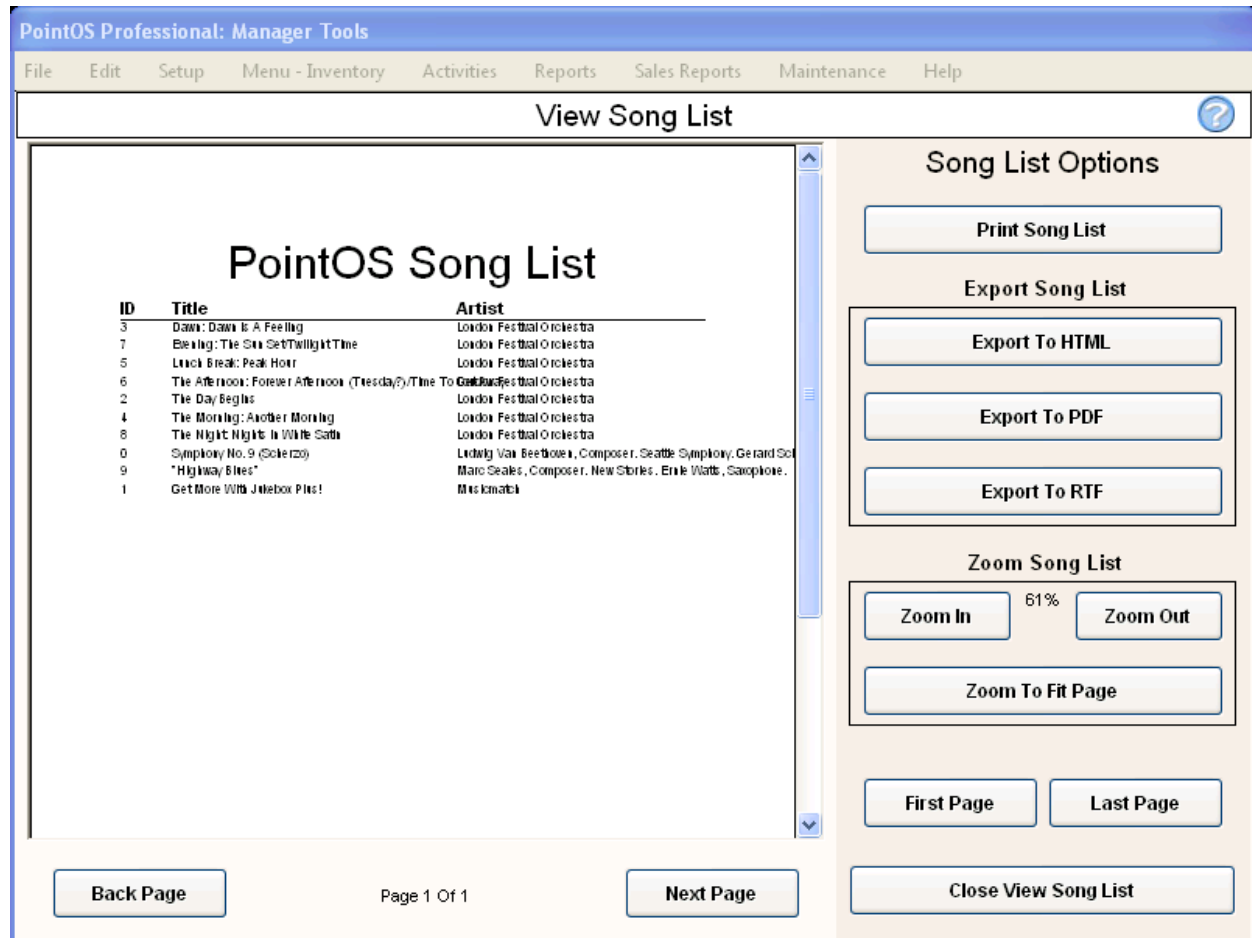 PointOS Professional: Manager Tools
File Edit Setup Menu - Inventory Activities Reports Sales Reports Maintenance Help
View Song List
?
PointOS Song List
ID Title Artist
3 Dawn: Dawn Is A Feeling London Festival Orchestra
7 Evening: The Sun Set/Twilight Time London Festival Orchestra
5 Lunch Break: Peak Hour London Festival Orchestra
6 The Afternoon: Forever Afternoon (Tuesday?)/Time To Festival Orchestra
2 The Day Begins London Festival Orchestra
4 The Morning: Another Morning London Festival Orchestra
8 The Night: Nights In White Satin London Festival Orchestra
0 Symphony No. 9 (Scherzo) Ludwig Van Beethoven, Composer. Seattle Symphony. Gerard
9 "Highway Blues" Marc Seales, Composer. New Stories. Ernie Watts, Saxophone.
1 Get More With Jukebox Plus! Musicmatch
Back Page
Page 1 Of 1
Next Page
Song List Options
Print Song List
Export Song List
Export To HTML
Export To PDF
Export To RTF
Zoom Song List
Zoom In 61% Zoom Out
Zoom To Fit Page
First Page Last Page
Close View Song List